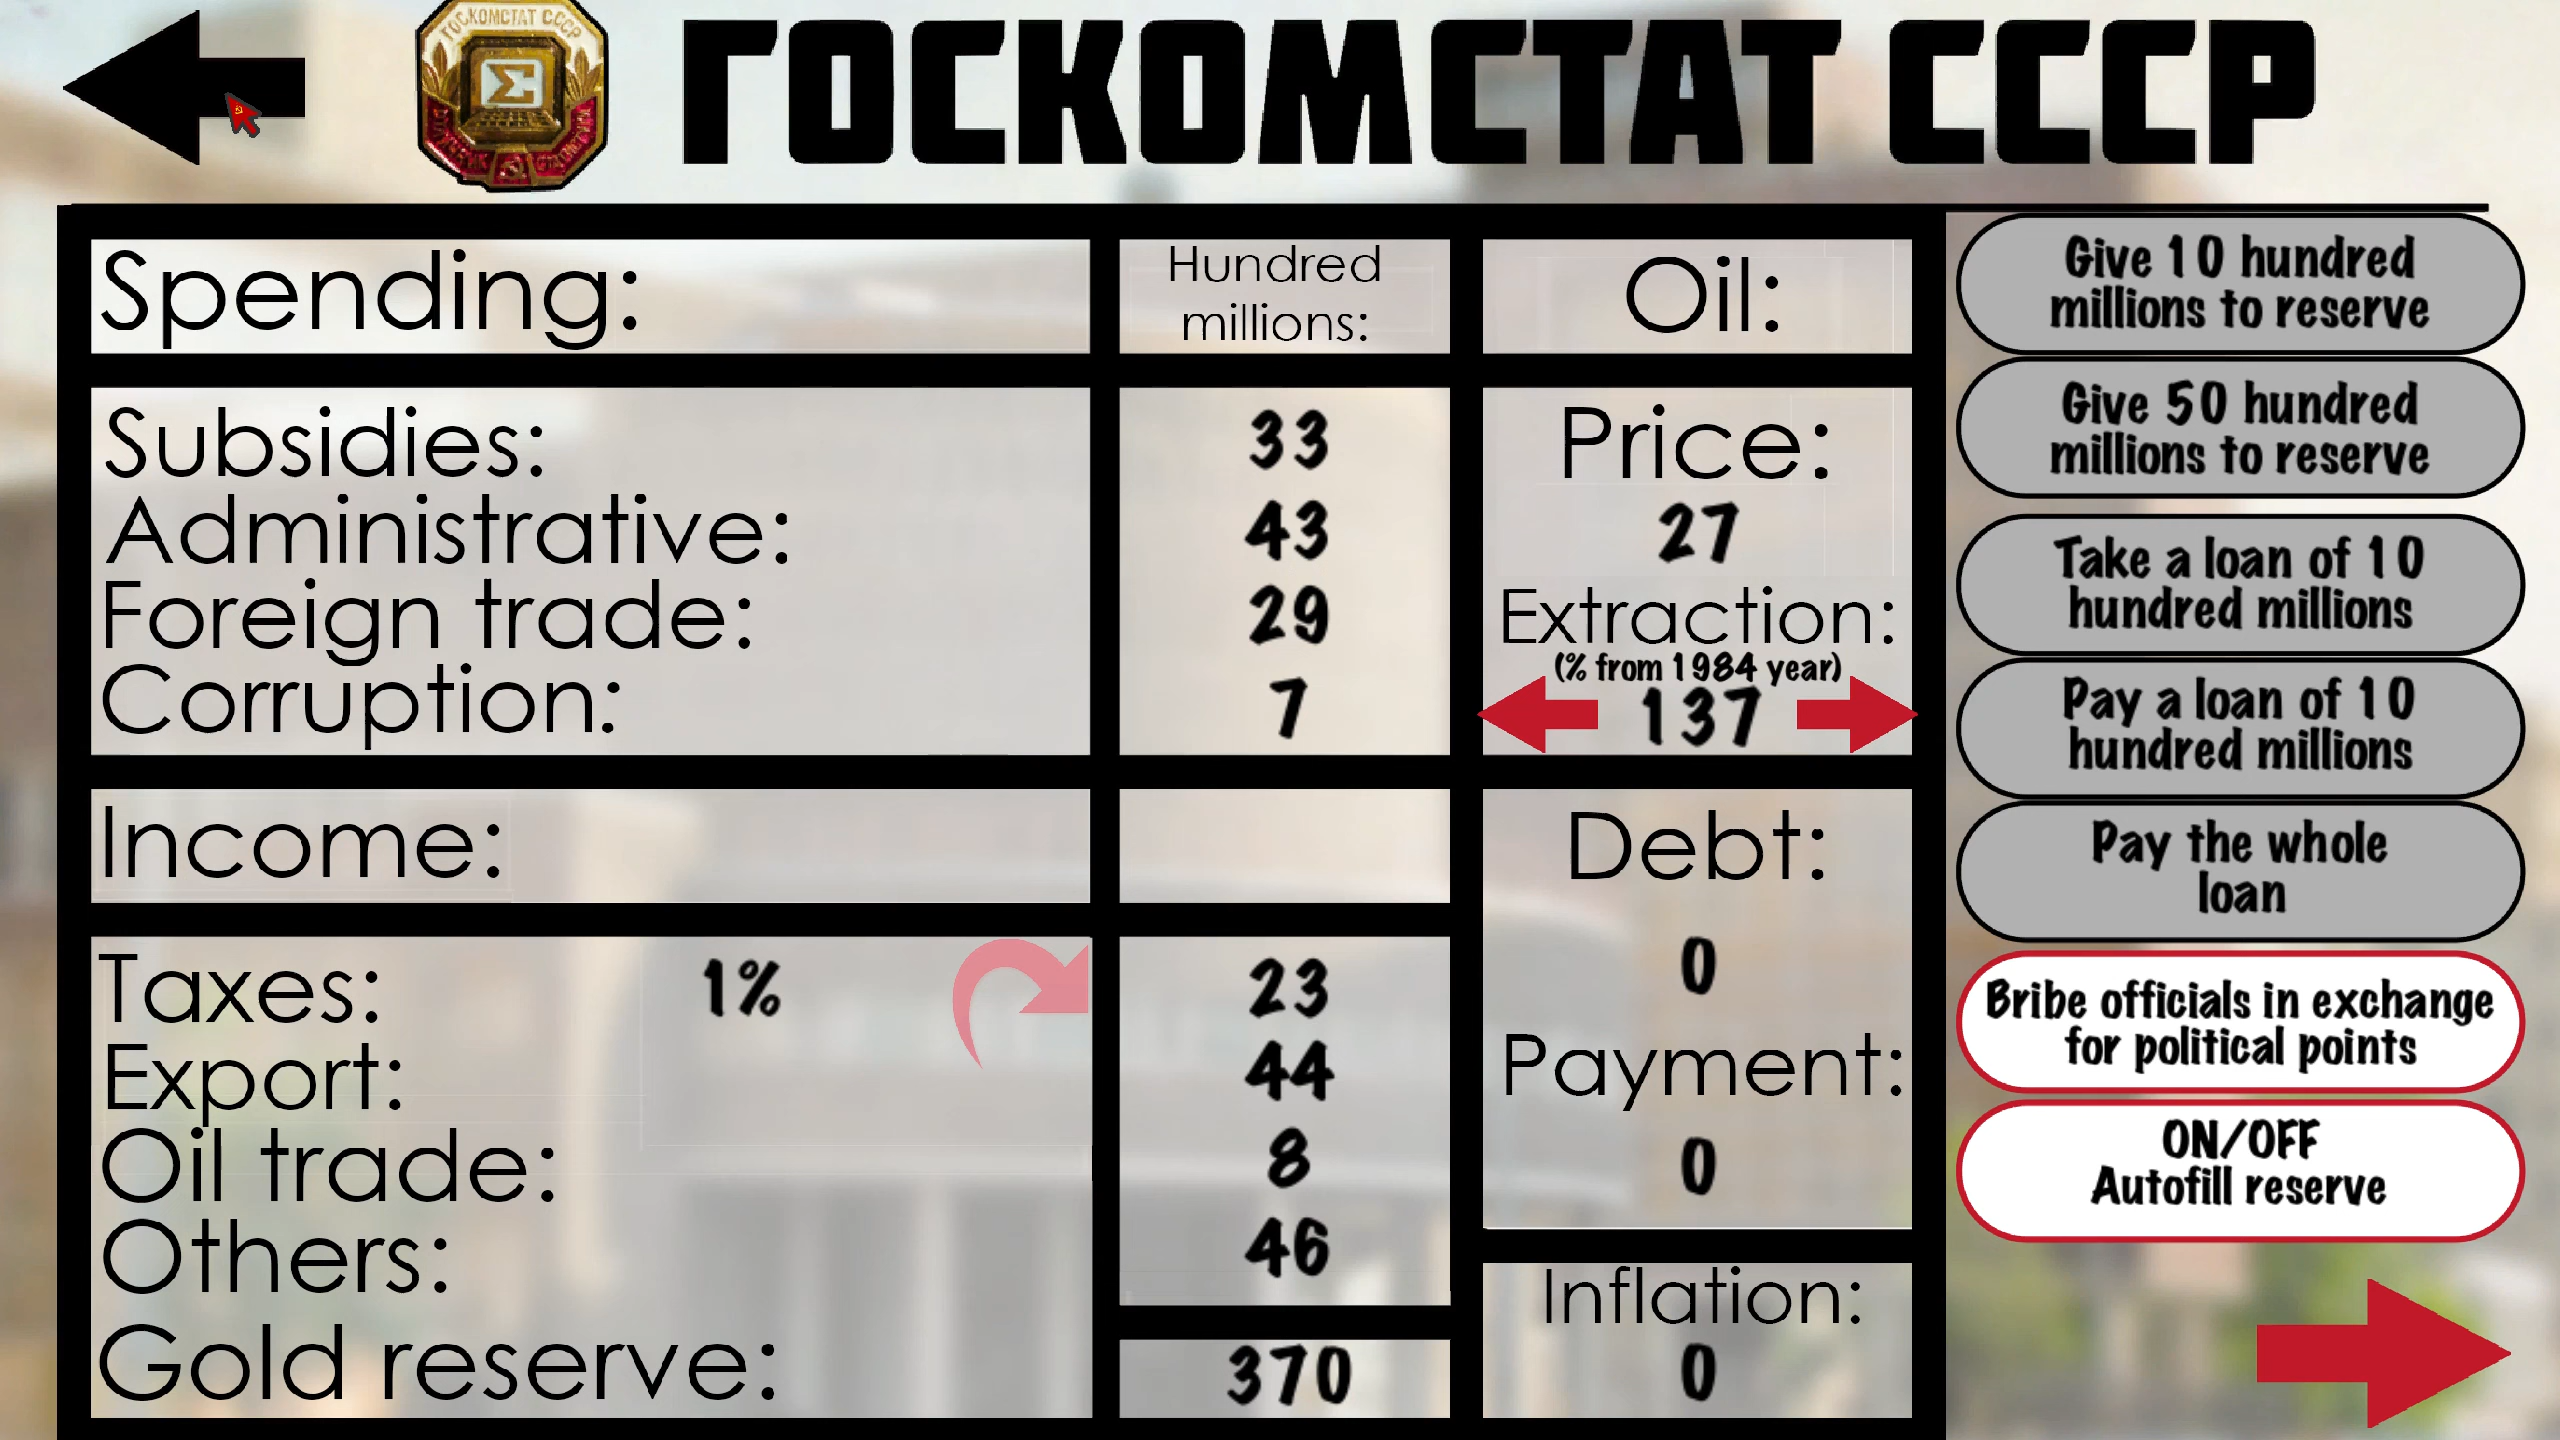 ГОСКОМСТАТ СССР
ГОСКОМСТАТ СССР
Spending:
Hundred
millions:
Oil:
Subsidies:
33
Administrative:
43
Foreign trade:
29
Corruption:
7
Price:
27
Extraction:
(% from 1984 year)
137
Income:
Taxes:
1%
23
Export:
44
Oil trade:
8
Others:
46
Gold reserve:
370
Debt:
0
Payment:
0
Inflation:
0
Give 10 hundred
millions to reserve
Give 50 hundred
millions to reserve
Take a loan of 10
hundred millions
Pay a loan of 10
hundred millions
Pay the whole
loan
Bribe officials in exchange
for political points
ON/OFF
Autofill reserve